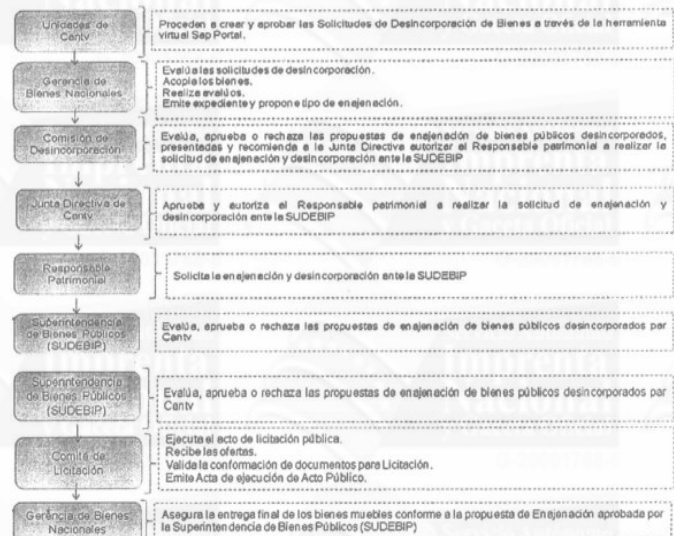 Unidades de
Cantv
Proceden a crear y aprobar las Solicitudes de Desincorporación de Bienes a través de la herramienta
virtual Sap Portal.
Gerencia de
Bienes Nacionales
Evalúa las solicitudes de desincorporación.
Acopia los bienes.
Realiza avalúos.
Emite expediente y propone tipo de enajenación.
Comisión de
Desincorporación
Evalúa, aprueba o rechaza las propuestas de enajenación de bienes públicos desincorporados,
presentadas y recomienda a la Junta Directiva autorizar al Responsable patrimonial a realizar la
solicitud de enajenación y desincorporación ante la SUDEBIP
Junta Directiva de
Cantv
Aprueba y autoriza al Responsable patrimonial a realizar la solicitud de enajenación y
desincorporación ante la SUDEBIP
Responsable
Patrimonial
Solicita la enajenación y desincorporación ante la SUDEBIP
Superintendencia
de Bienes Públicos
(SUDEBIP)
Evalúa, aprueba o rechaza las propuestas de enajenación de bienes públicos desincorporados par
Cantv
Superintendencia
de Bienes Públicos
(SUDEBIP)
Evalúa, aprueba o rechaza las propuestas de enajenación de bienes públicos desincorporados par
Cantv
Comité de
Licitación
Ejecuta el acto de licitación pública.
Recibe las ofertas.
Valida la conformación de documentos para Licitación.
Emite Acta de ejecución de Acto Público.
Gerencia de Bienes
Nacionales
Asegura la entrega final de los bienes muebles conforme a la propuesta de Enajenación aprobada por
la Superintendencia de Bienes Públicos (SUDEBIP)